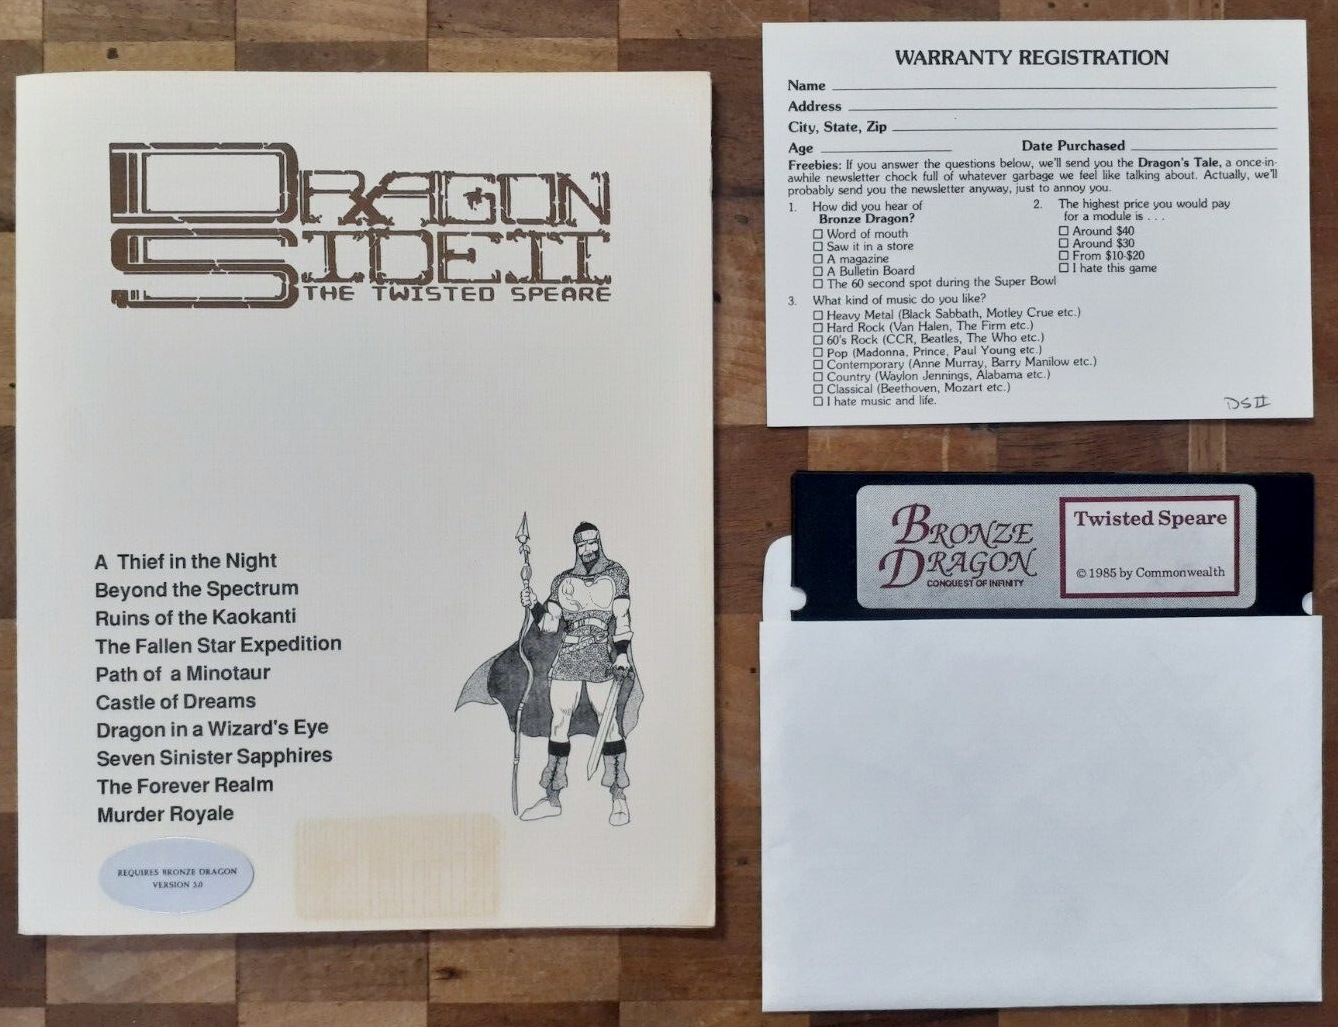 DRAGON
SIDE II
THE TWISTED SPEARE
A Thief in the Night
Beyond the Spectrum
Ruins of the Kaokanti
The Fallen Star Expedition
Path of a Minotaur
Castle of Dreams
Dragon in a Wizard's Eye
Seven Sinister Sapphires
The Forever Realm
Murder Royale
REQUIRES BRONZE DRAGON
VERSION 3.0
WARRANTY REGISTRATION
Name
Address
City, State, Zip
Age Date Purchased
Freebies: If you answer the questions below, we'll send you the Dragon's Tale, a once-in-
awhile newsletter chock full of whatever garbage we feel like talking about. Actually, we'll
probably send you the newsletter anyway, just to annoy you.
1. How did you hear of
Bronze Dragon?
☐ Word of mouth
☐ Saw it in a store
☐ A magazine
☐ A Bulletin Board
☐ The 60 second spot during the Super Bowl
2. The highest price you would pay
for a module is . . .
☐ Around $40
☐ Around $30
☐ From $10-$20
☐ I hate this game
3. What kind of music do you like?
☐ Heavy Metal (Black Sabbath, Motley Crue etc.)
☐ Hard Rock (Van Halen, The Firm etc.)
☐ 60's Rock (CCR, Beatles, The Who etc.)
☐ Pop (Madonna, Prince, Paul Young etc.)
☐ Contemporary (Anne Murray, Barry Manilow etc.)
☐ Country (Waylon Jennings, Alabama etc.)
☐ Classical (Beethoven, Mozart etc.)
☐ I hate music and life.
DS II
BRONZE
DRAGON
CONQUEST OF INFINITY
Twisted Speare
© 1985 by Commonwealth